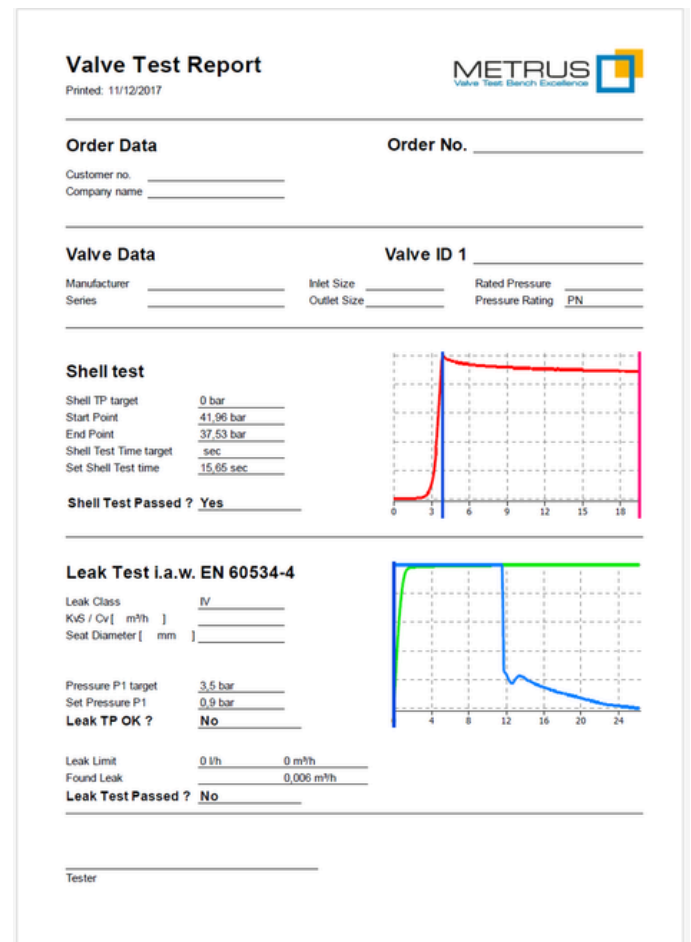 Valve Test Report
METRUS
Valve Test Bench Excellence
Printed: 11/12/2017
Order Data Order No.
Customer no.
Company name
Valve Data Valve ID 1
Manufacturer Inlet Size Rated Pressure
Series Outlet Size Pressure Rating PN
Shell test
Shell TP target 0 bar
Start Point 41,96 bar
End Point 37,53 bar
Shell Test Time target sec
Set Shell Test time 15,65 sec
Shell Test Passed ? Yes
0 3 6 9 12 15 18
Leak Test i.a.w. EN 60534-4
Leak Class IV
KvS / Cv [ m³/h ]
Seat Diameter [ mm ]
Pressure P1 target 3,5 bar
Set Pressure P1 0,9 bar
Leak TP OK ? No
4 8 12 16 20 24
Leak Limit 0 l/h 0 m³/h
Found Leak 0,006 m³/h
Leak Test Passed ? No
Tester